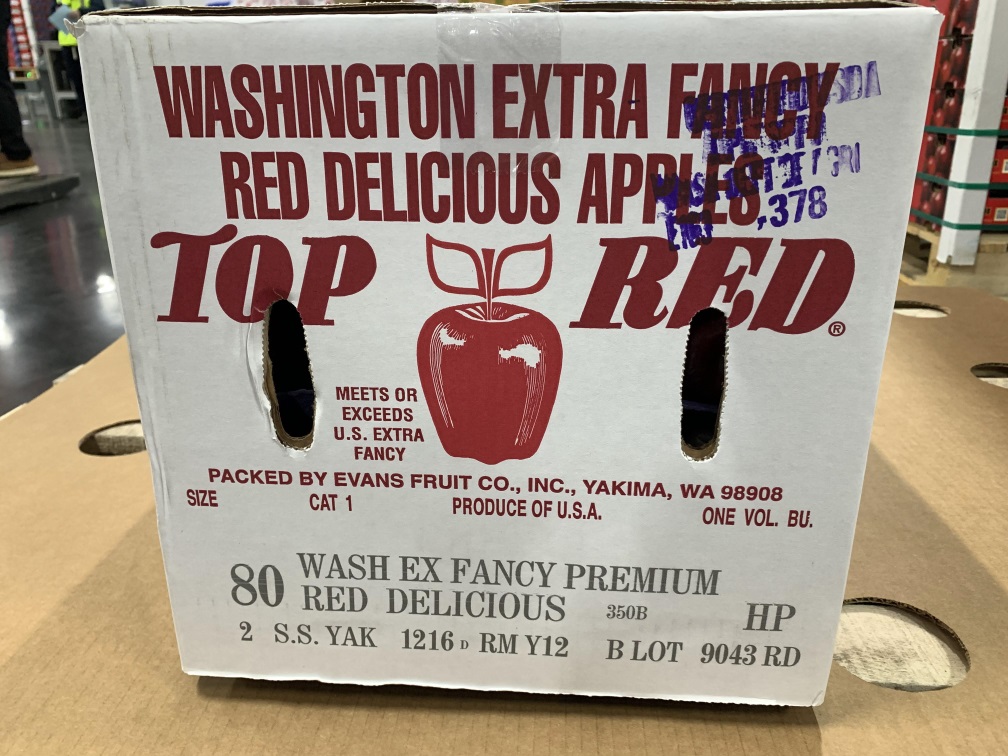 WASHINGTON EXTRA FANCY
RED DELICIOUS APPLES
378
TOP RED®
MEETS OR
EXCEEDS
U.S. EXTRA
FANCY
PACKED BY EVANS FRUIT CO., INC., YAKIMA, WA 98908
SIZE CAT 1 PRODUCE OF U.S.A. ONE VOL. BU.
80 WASH EX FANCY PREMIUM
RED DELICIOUS 350B HP
2 S.S. YAK 1216 D RM Y12 B LOT 9043 RD